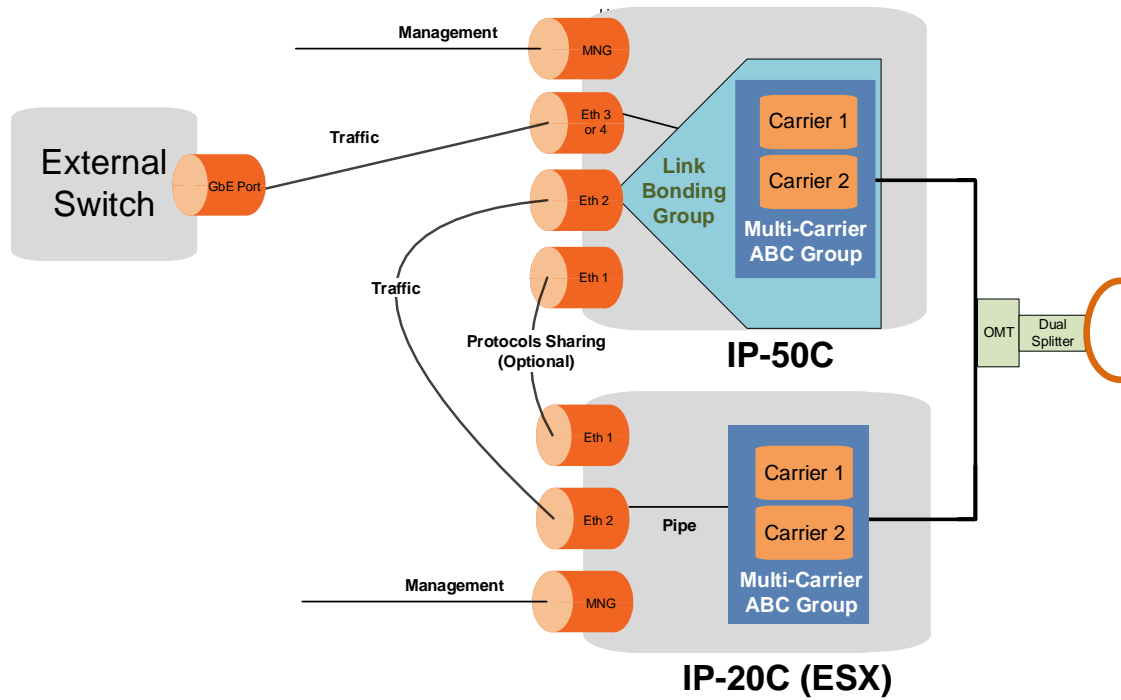 Management
MNG
Eth 3
or 4
Traffic
External
Switch
GbE Port
Eth 2
Link
Bonding
Group
Carrier 1
Carrier 2
Multi-Carrier
ABC Group
Eth 1
Traffic
Protocols Sharing
(Optional)
IP-50C
OMT
Dual
Splitter
Eth 1
Eth 2
Pipe
Carrier 1
Carrier 2
Multi-Carrier
ABC Group
Management
MNG
IP-20C (ESX)